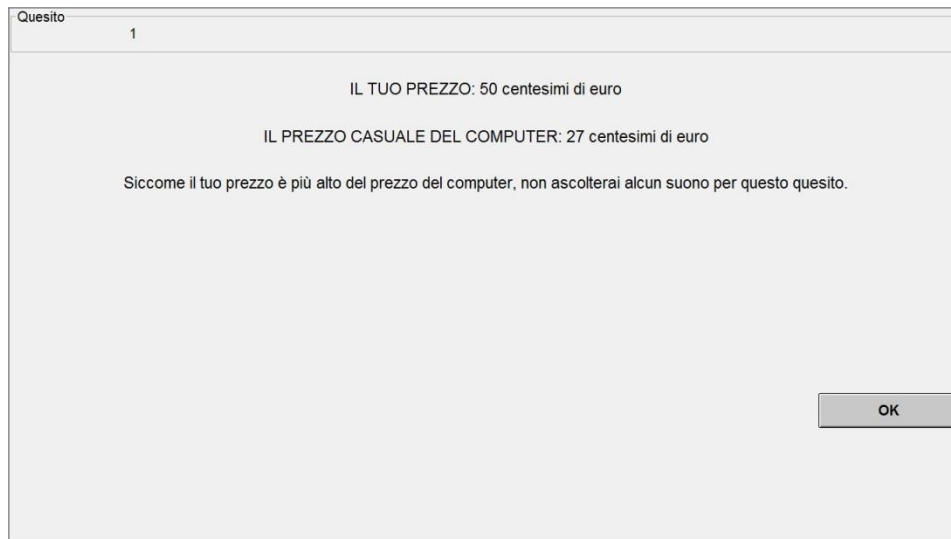 Quesito
1
IL TUO PREZZO: 50 centesimi di euro
IL PREZZO CASUALE DEL COMPUTER: 27 centesimi di euro
Siccome il tuo prezzo è più alto del prezzo del computer, non ascolterai alcun suono per questo quesito.
OK